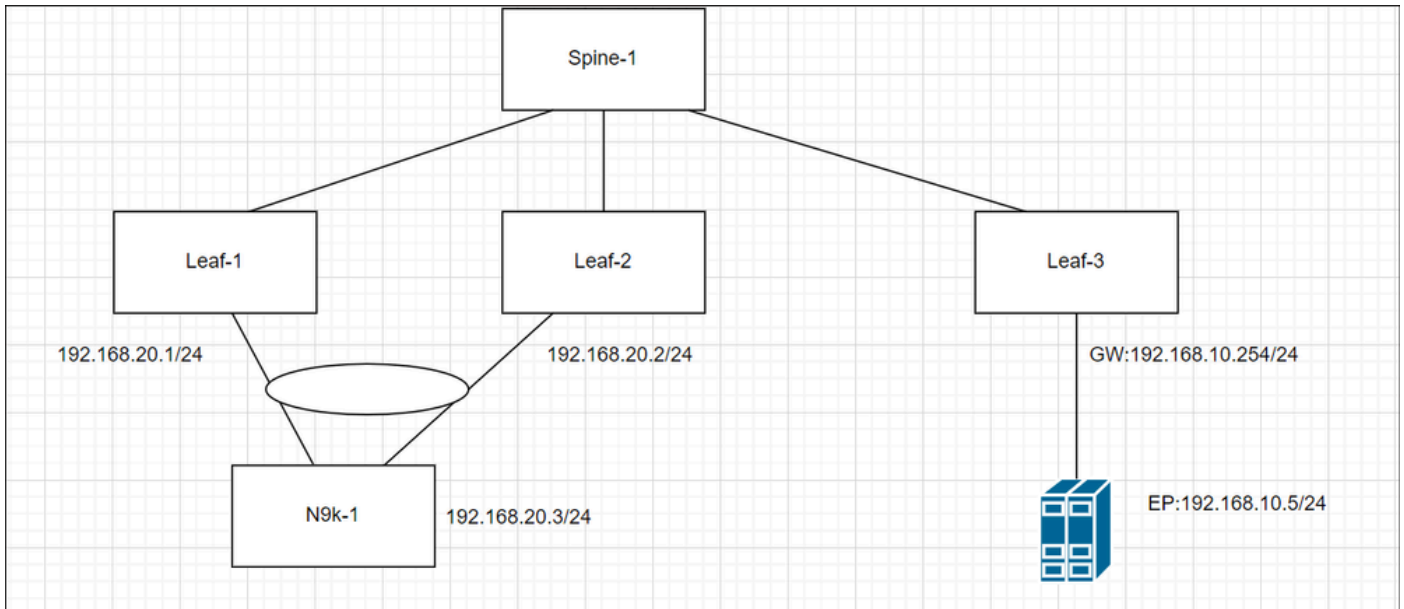 Spine-1
Leaf-1
Leaf-2
Leaf-3
192.168.20.1/24
192.168.20.2/24
GW:192.168.10.254/24
N9k-1
192.168.20.3/24
EP:192.168.10.5/24